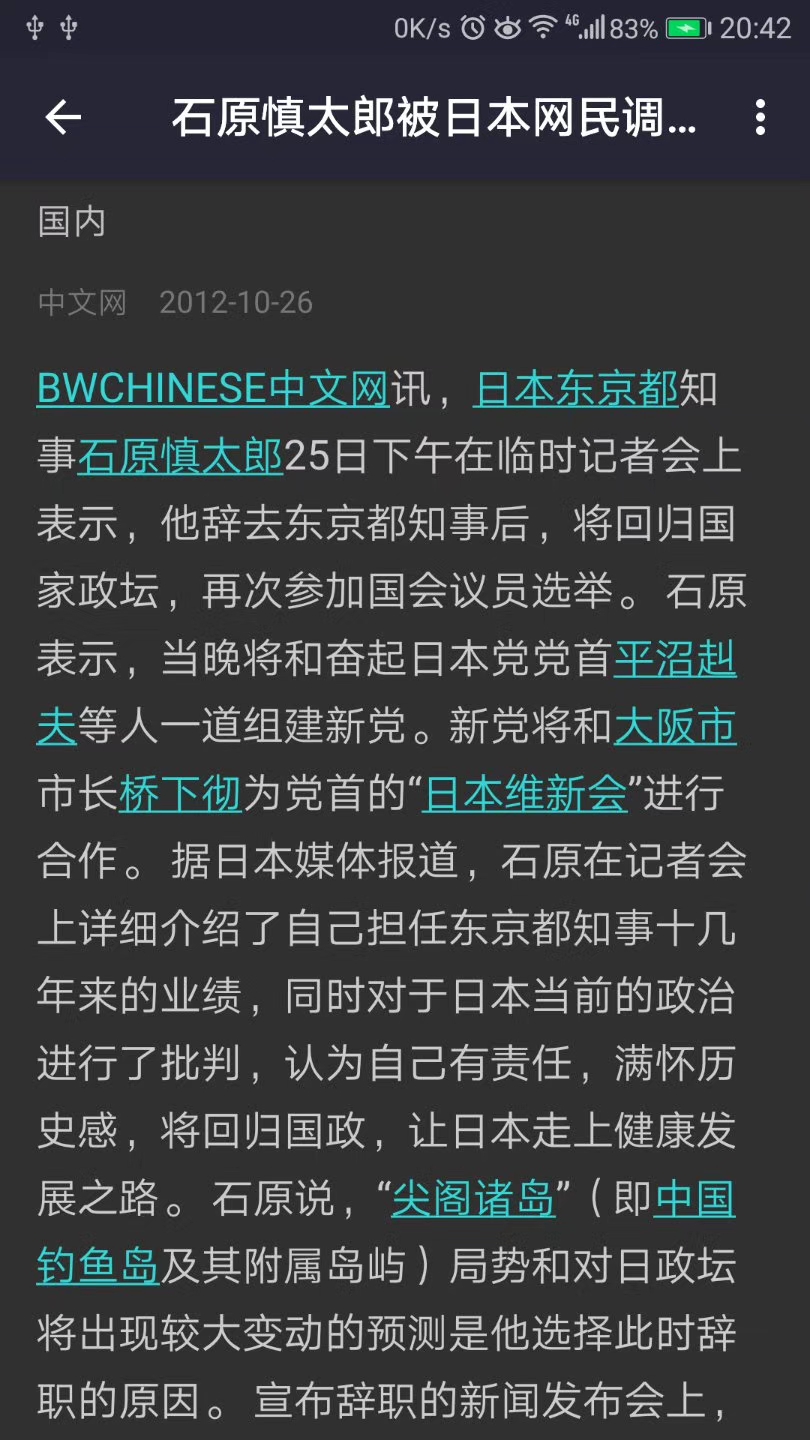 0K/s 4G 83% 20:42
石原慎太郎被日本网民调...
国内
中文网 2012-10-26
BWCHINESE中文网讯，日本东京都知
事石原慎太郎25日下午在临时记者会上
表示，他辞去东京都知事后，将回归国
家政坛，再次参加国会议员选举。 石原
表示，当晚将和奋起日本党党首平沼赳
夫等人一道组建新党。新党将和大阪市
市长桥下彻为党首的“日本维新会”进行
合作。 据日本媒体报道，石原在记者会
上详细介绍了自己担任东京都知事十几
年来的业绩，同时对于日本当前的政治
进行了批判，认为自己有责任，满怀历
史感，将回归国政，让日本走上健康发
展之路。 石原说，“尖阁诸岛”（即中国
钓鱼岛及其附属岛屿）局势和对日政坛
将出现较大变动的预测是他选择此时辞
职的原因。 宣布辞职的新闻发布会上，